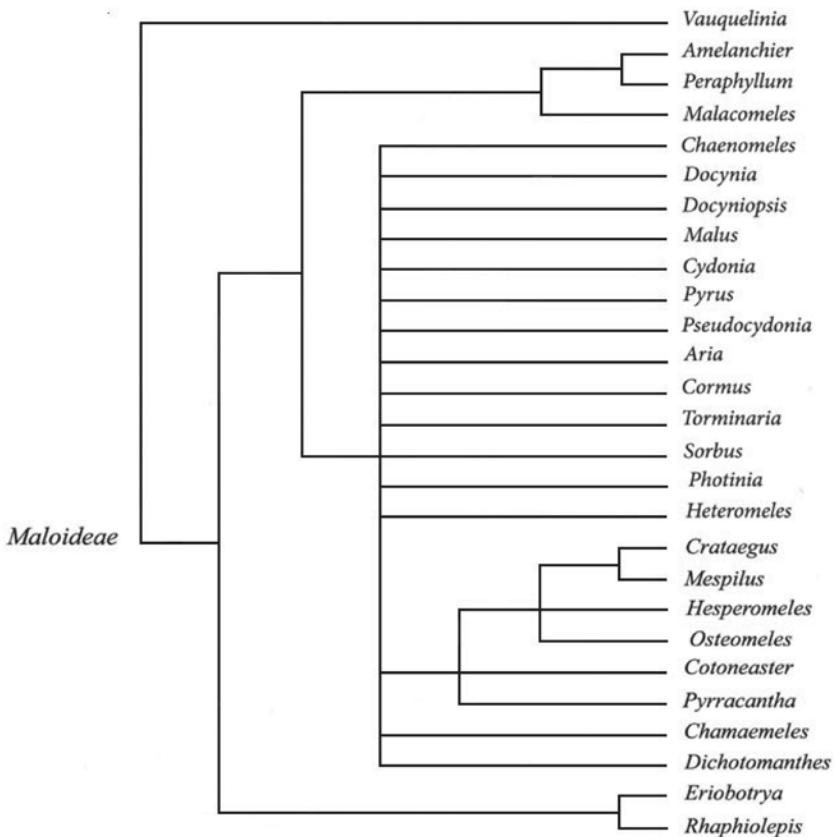 Vauquelinia
Amelanchier
Peraphyllum
Malacomeles
Chaenomeles
Docynia
Docyniopsis
Malus
Cydonia
Pyrus
Pseudocydonia
Aria
Cormus
Torminaria
Sorbus
Photinia
Heteromeles
Maloideae
Crataegus
Mespilus
Hesperomeles
Osteomeles
Cotoneaster
Pyrracantha
Chamaemeles
Dichotomanthes
Eriobotrya
Rhaphiolepis